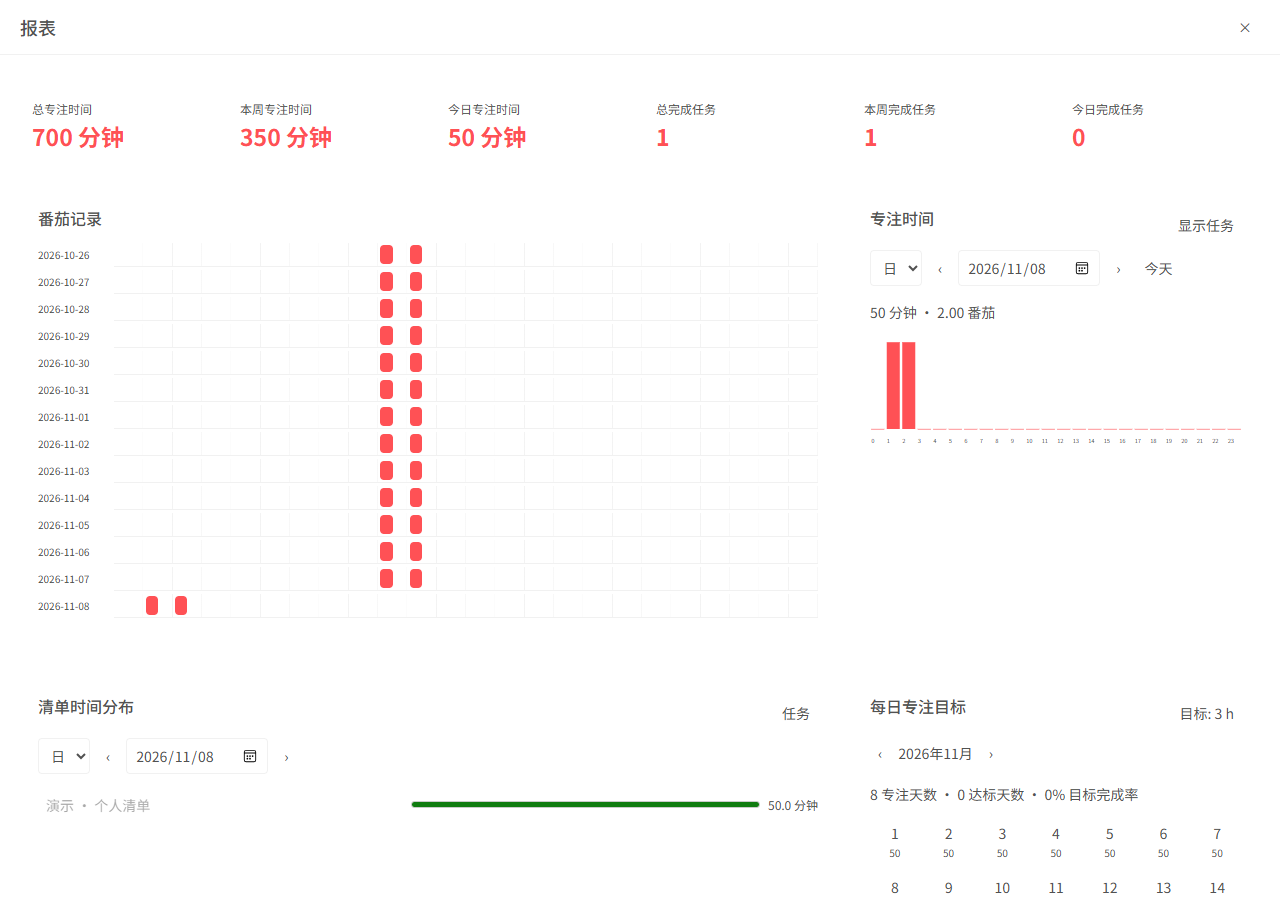 报表
×
总专注时间 本周专注时间 今日专注时间 总完成任务 本周完成任务 今日完成任务
700 分钟 350 分钟 50 分钟 1 1 0
番茄记录
2026-10-26
2026-10-27
2026-10-28
2026-10-29
2026-10-30
2026-10-31
2026-11-01
2026-11-02
2026-11-03
2026-11-04
2026-11-05
2026-11-06
2026-11-07
2026-11-08
专注时间
显示任务
日 ‹ 2026/11/08 › 今天
50 分钟 · 2.00 番茄
0 1 2 3 4 5 6 7 8 9 10 11 12 13 14 15 16 17 18 19 20 21 22 23
清单时间分布
任务
日 ‹ 2026/11/08 ›
演示 · 个人清单 50.0 分钟
每日专注目标
目标: 3 h
‹ 2026年11月 ›
8 专注天数 · 0 达标天数 · 0% 目标完成率
1 2 3 4 5 6 7
50 50 50 50 50 50 50
8 9 10 11 12 13 14